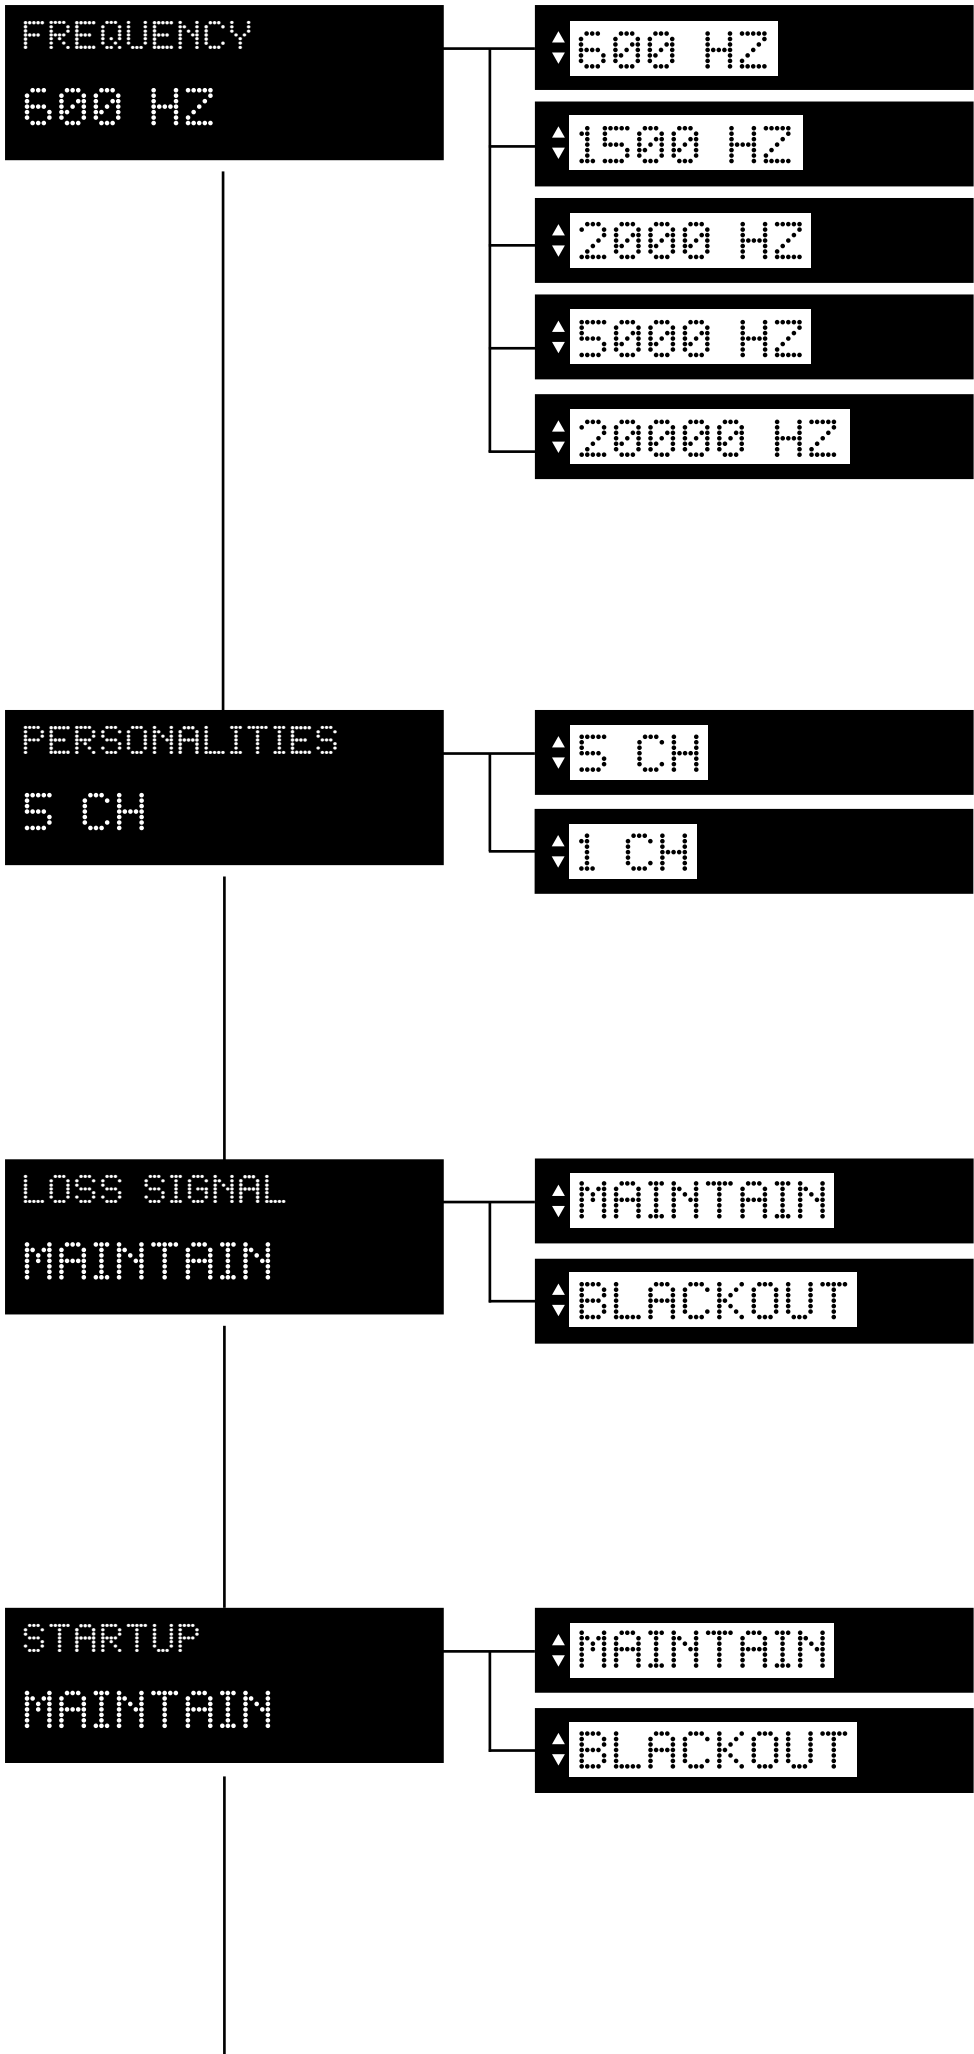 FREQUENCY
600 HZ
600 HZ
1500 HZ
2000 HZ
5000 HZ
20000 HZ
PERSONALITIES
5 CH
5 CH
1 CH
LOSS SIGNAL
MAINTAIN
MAINTAIN
BLACKOUT
STARTUP
MAINTAIN
MAINTAIN
BLACKOUT